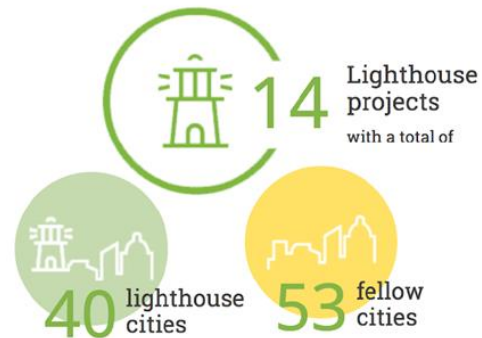 14 Lighthouse
projects
with a total of
40 lighthouse
cities
53 fellow
cities